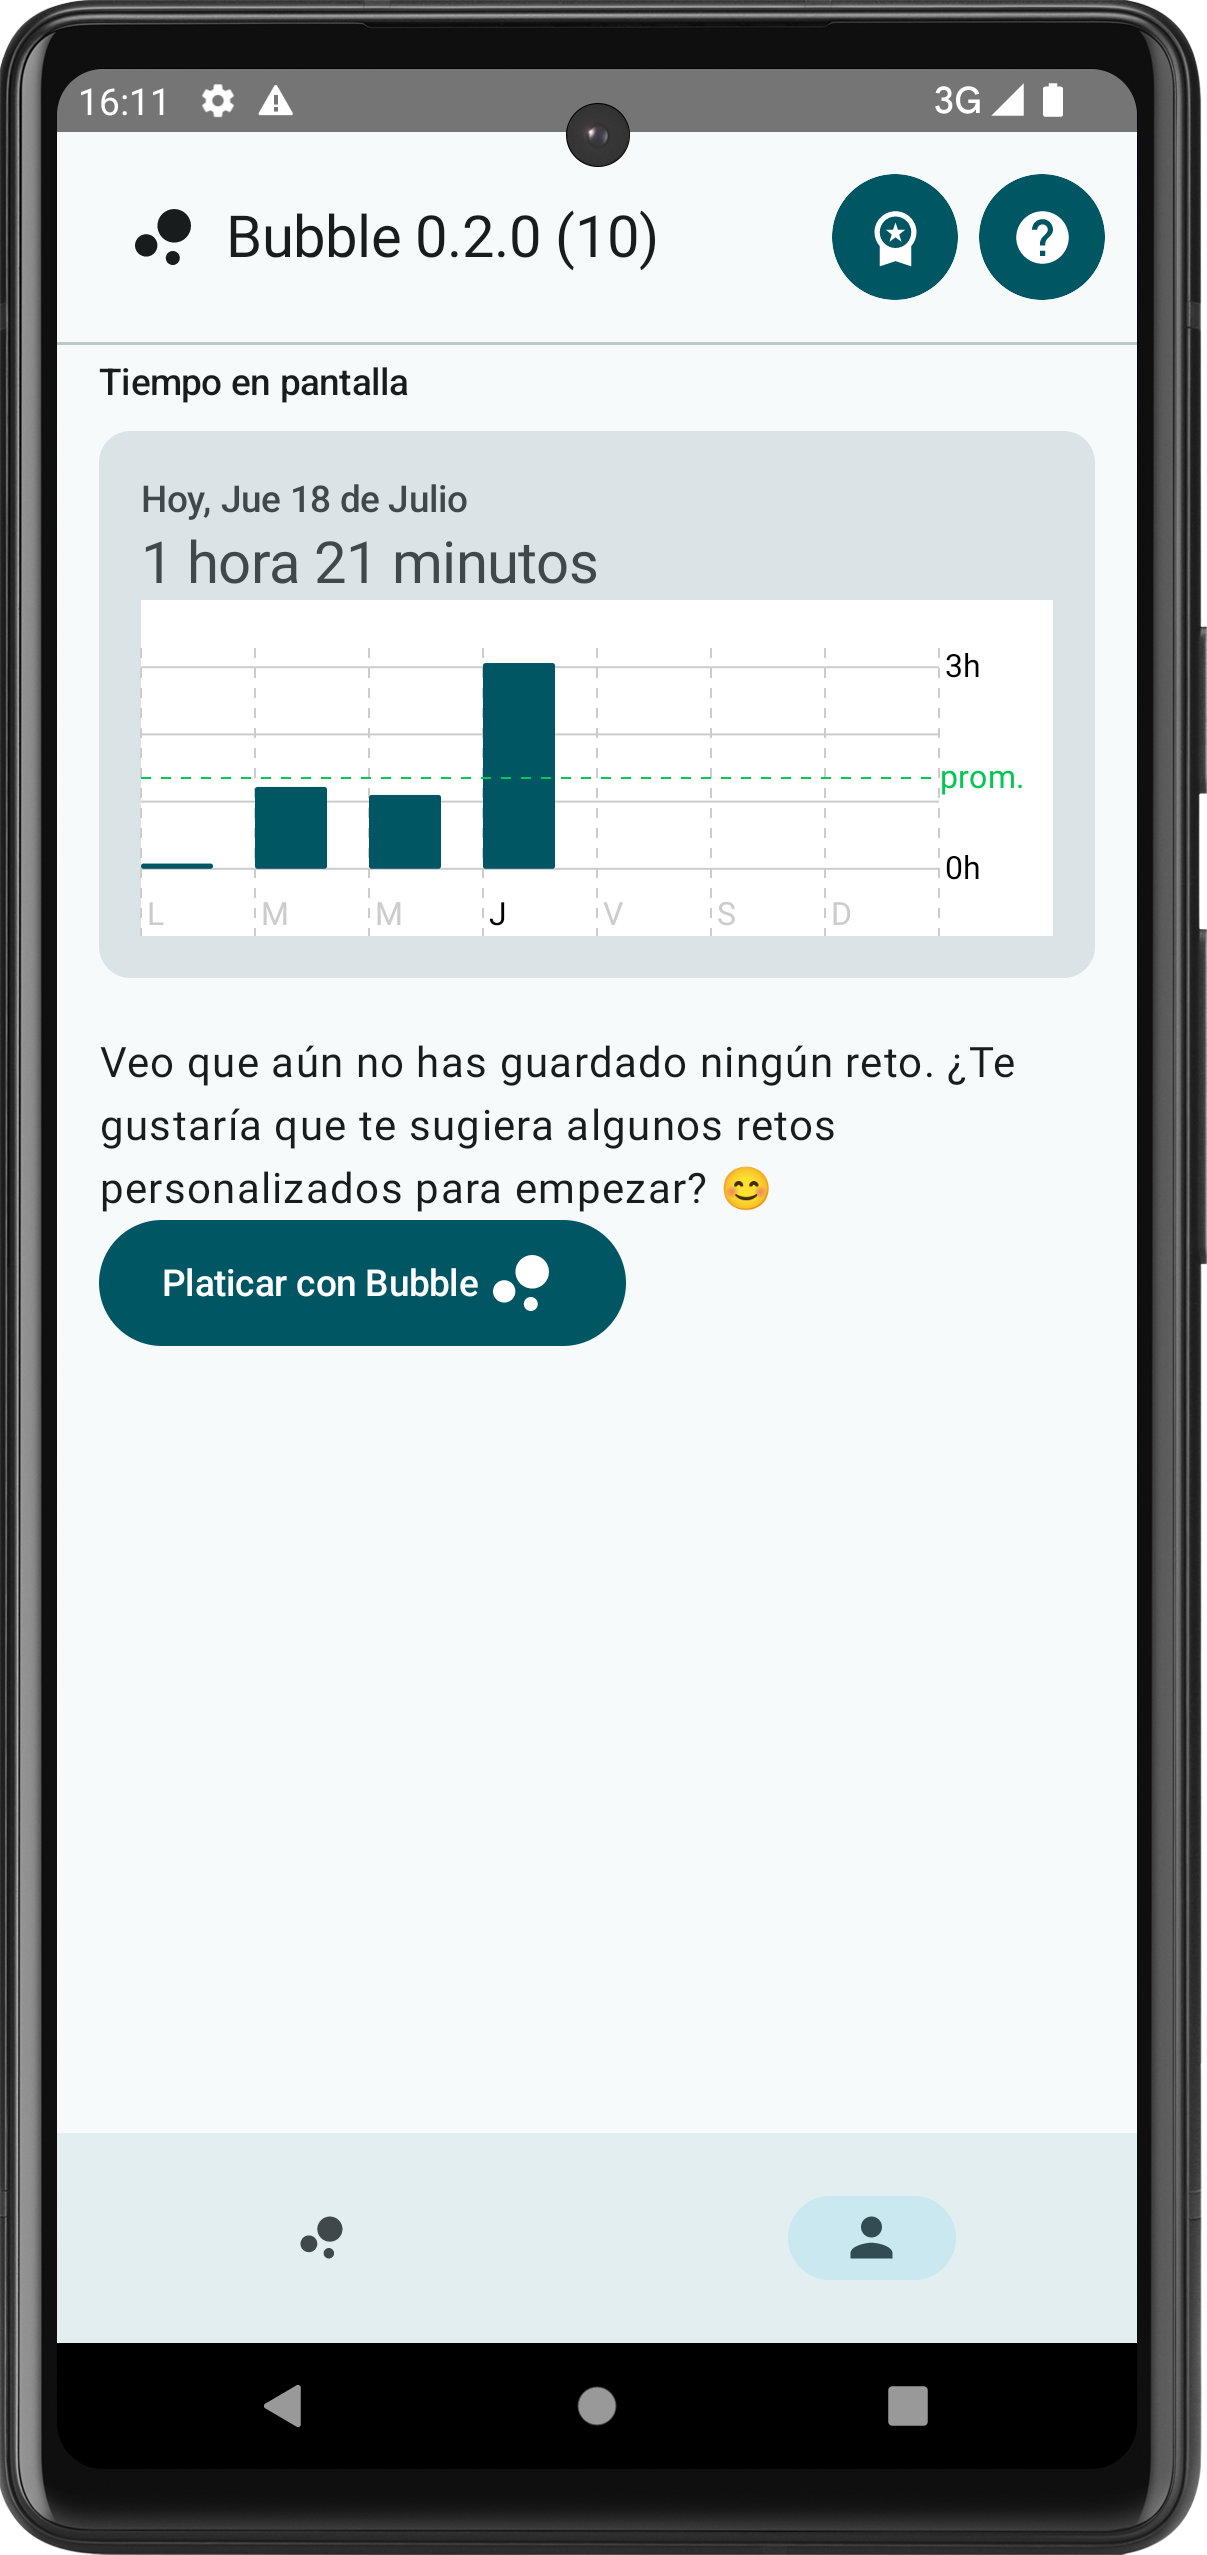 16:11 3G
Bubble 0.2.0 (10)
Tiempo en pantalla
Hoy, Jue 18 de Julio
1 hora 21 minutos
3h
prom.
0h
L M M J V S D
Veo que aún no has guardado ningún reto. ¿Te
gustaría que te sugiera algunos retos
personalizados para empezar? 😊
Platicar con Bubble